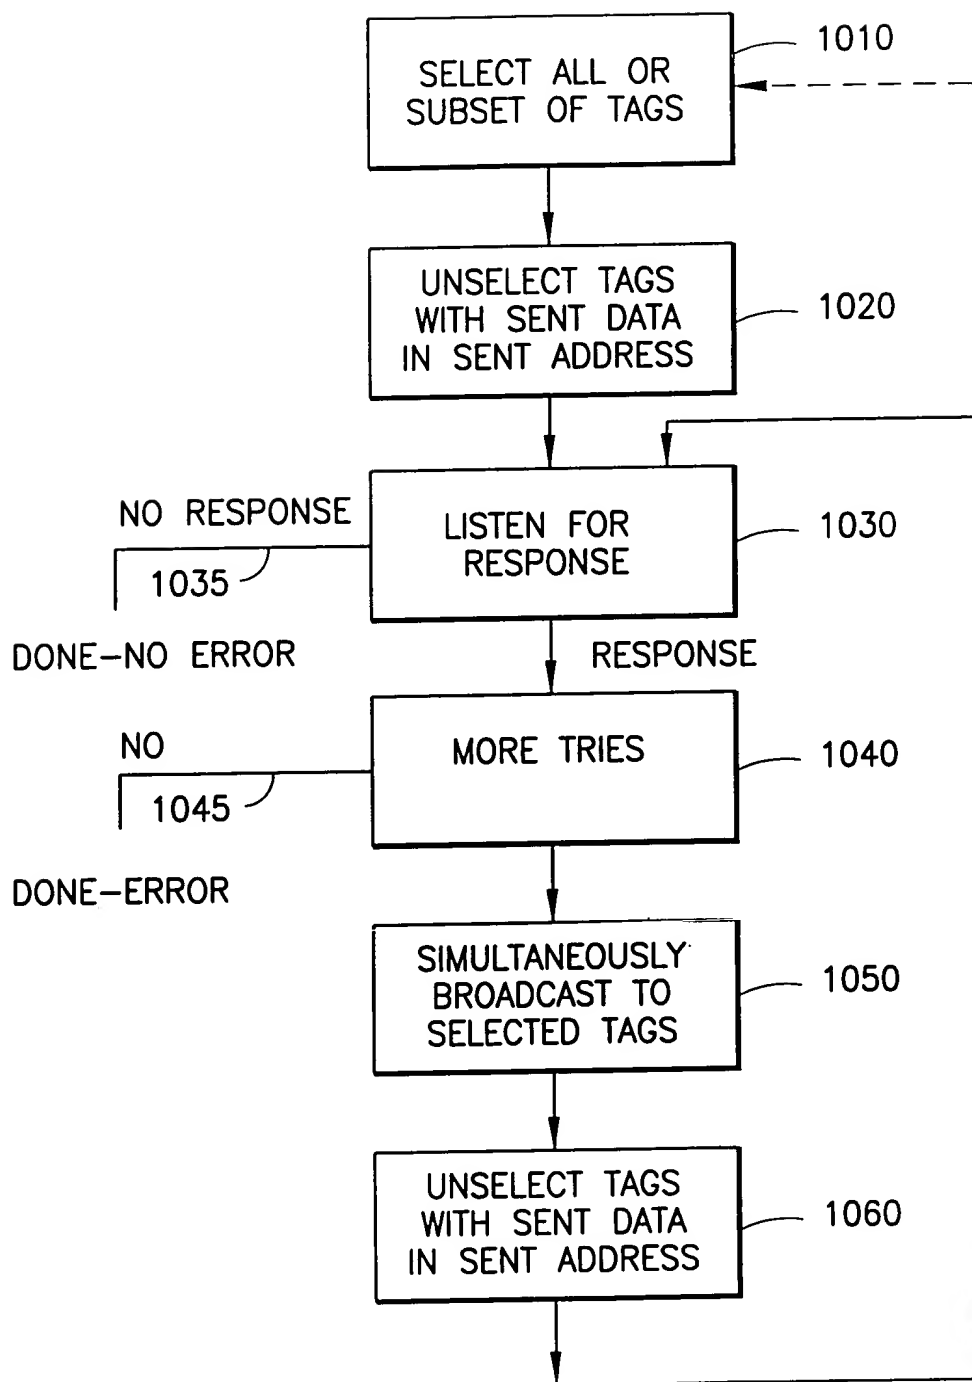 1010
SELECT ALL OR
SUBSET OF TAGS
UNSELECT TAGS
WITH SENT DATA
IN SENT ADDRESS
1020
NO RESPONSE
1035
DONE-NO ERROR
LISTEN FOR
RESPONSE
1030
RESPONSE
NO
1045
DONE-ERROR
MORE TRIES
1040
SIMULTANEOUSLY
BROADCAST TO
SELECTED TAGS
1050
UNSELECT TAGS
WITH SENT DATA
IN SENT ADDRESS
1060